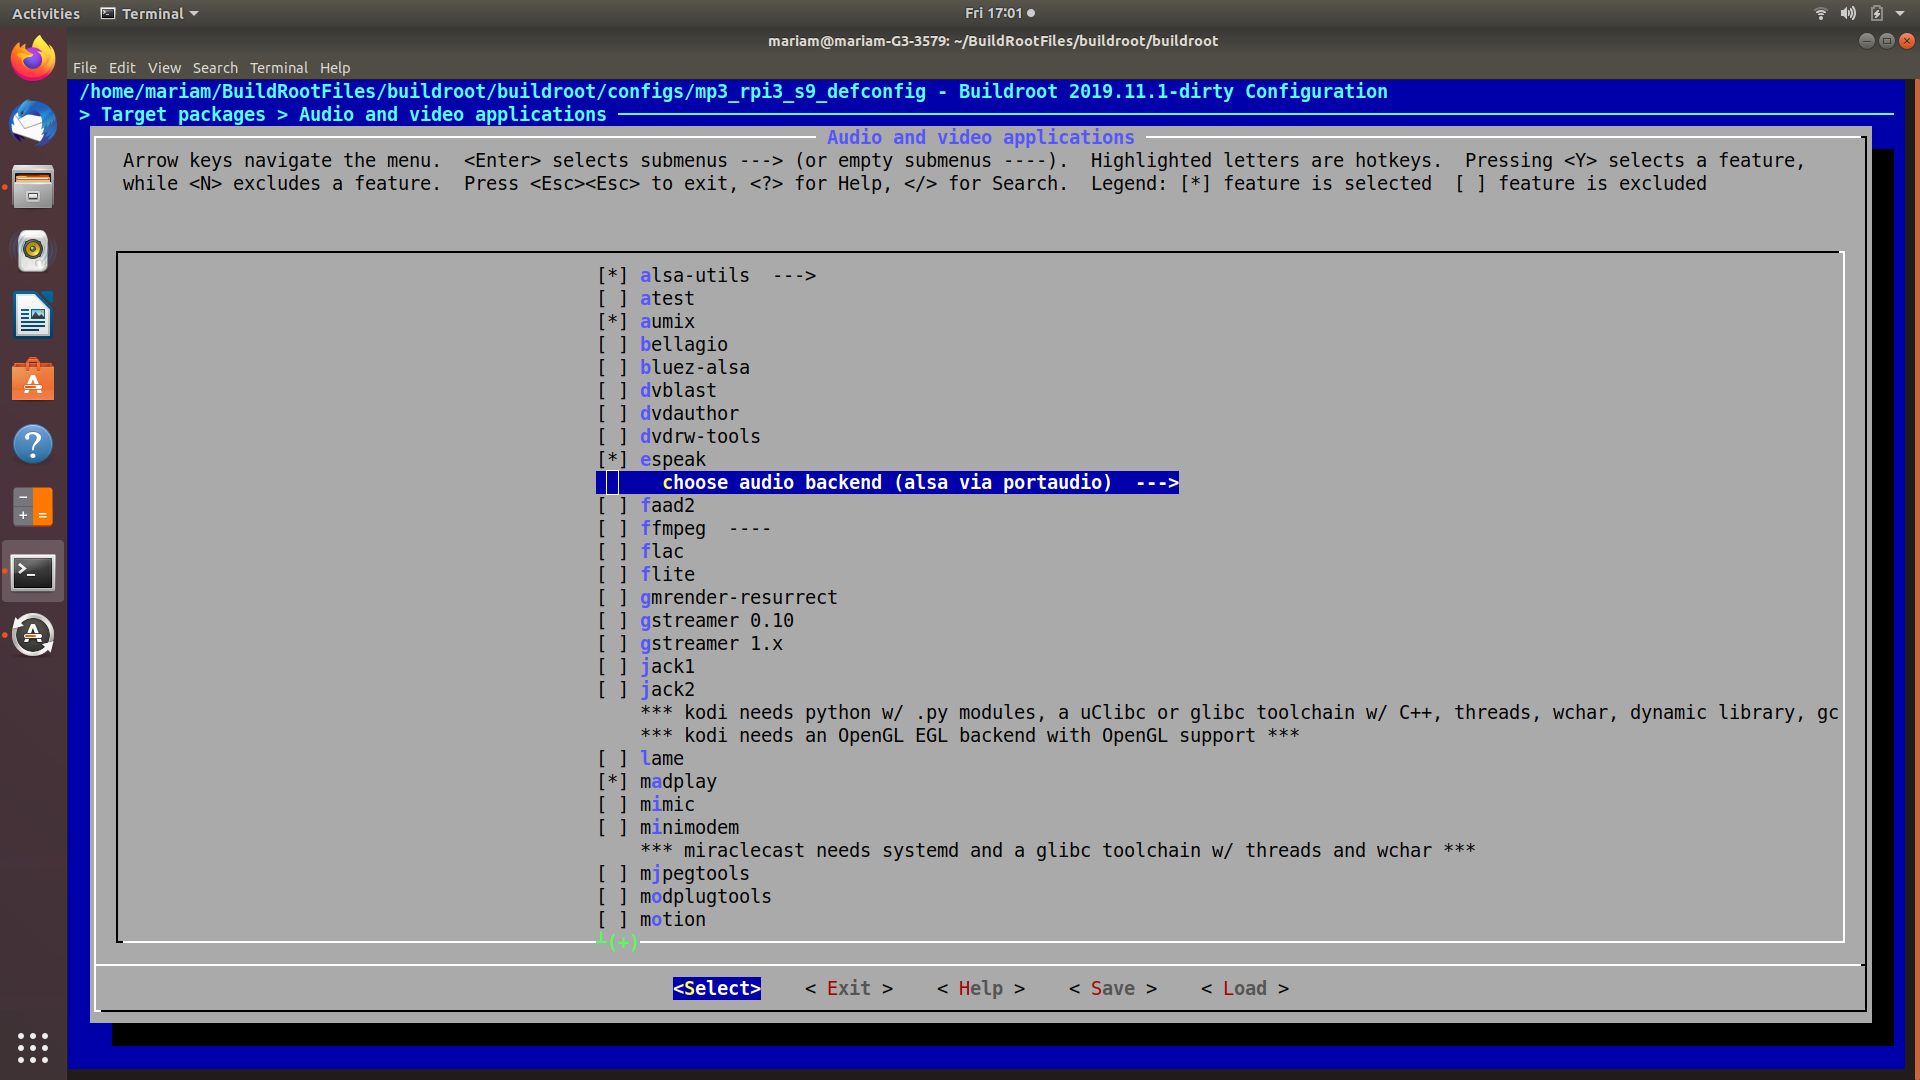 Activities Terminal Fri 17:01
mariam@mariam-G3-3579: ~/BuildRootFiles/buildroot/buildroot
File Edit View Search Terminal Help
/home/mariam/BuildRootFiles/buildroot/buildroot/configs/mp3_rpi3_s9_defconfig - Buildroot 2019.11.1-dirty Configuration
> Target packages > Audio and video applications
Audio and video applications
Arrow keys navigate the menu.  <Enter> selects submenus ---> (or empty submenus ----).  Highlighted letters are hotkeys.  Pressing <Y> selects a feature,
while <N> excludes a feature.  Press <Esc><Esc> to exit, <?> for Help, </> for Search.  Legend: [*] feature is selected  [ ] feature is excluded
[*] alsa-utils  --->
[ ] atest
[*] aumix
[ ] bellagio
[ ] bluez-alsa
[ ] dvblast
[ ] dvdauthor
[ ] dvdrw-tools
[*] espeak
choose audio backend (alsa via portaudio)  --->
[ ] faad2
[ ] ffmpeg  ----
[ ] flac
[ ] flite
[ ] gmrender-resurrect
[ ] gstreamer 0.10
[ ] gstreamer 1.x
[ ] jack1
[ ] jack2
*** kodi needs python w/ .py modules, a uClibc or glibc toolchain w/ C++, threads, wchar, dynamic library, gc
*** kodi needs an OpenGL EGL backend with OpenGL support ***
[ ] lame
[*] madplay
[ ] mimic
[ ] minimodem
*** miraclecast needs systemd and a glibc toolchain w/ threads and wchar ***
[ ] mjpegtools
[ ] modplugtools
[ ] motion
(+)
<Select> < Exit > < Help > < Save > < Load >